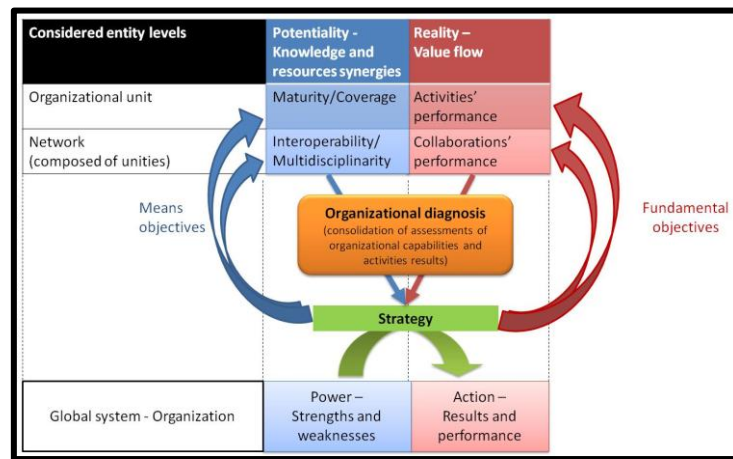 Considered entity levels
Potentiality -
Knowledge and
resources synergies
Reality –
Value flow
Organizational unit
Maturity/Coverage
Activities'
performance
Network
(composed of unities)
Interoperability/
Multidisciplinarity
Collaborations'
performance
Means
objectives
Organizational diagnosis
(consolidation of assessments of
organizational capabilities and
activities results)
Fundamental
objectives
Strategy
Global system - Organization
Power –
Strengths and
weaknesses
Action –
Results and
performance